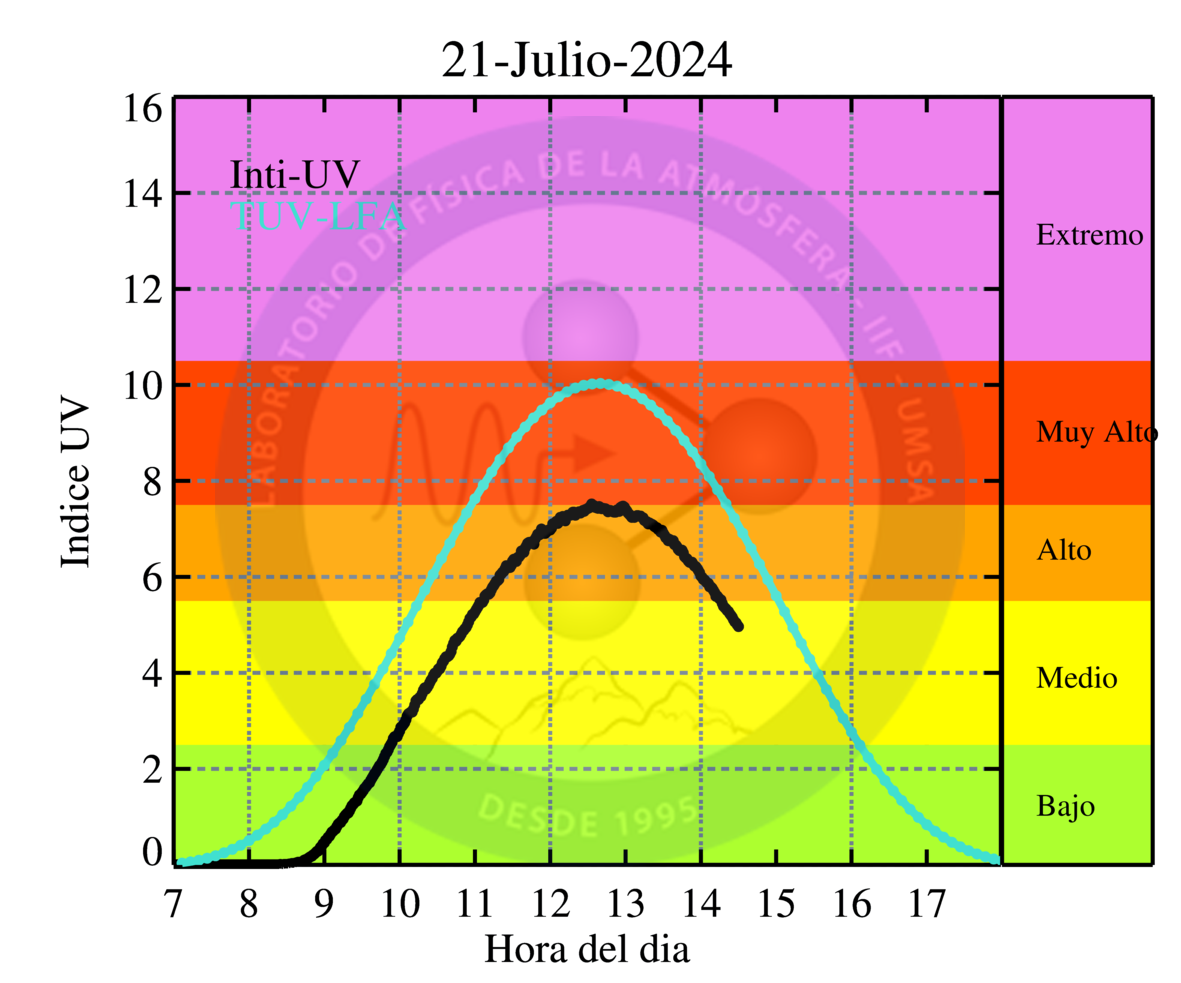 21-Julio-2024
Inti-UV
TUV-LFA
Indice UV
16
14
12
10
8
6
4
2
0
7 8 9 10 11 12 13 14 15 16 17
Hora del dia
Extremo
Muy Alto
Alto
Medio
Bajo
LABORATORIO DE FÍSICA DE LA ATMÓSFERA - IIF - UMSA
DESDE 1995